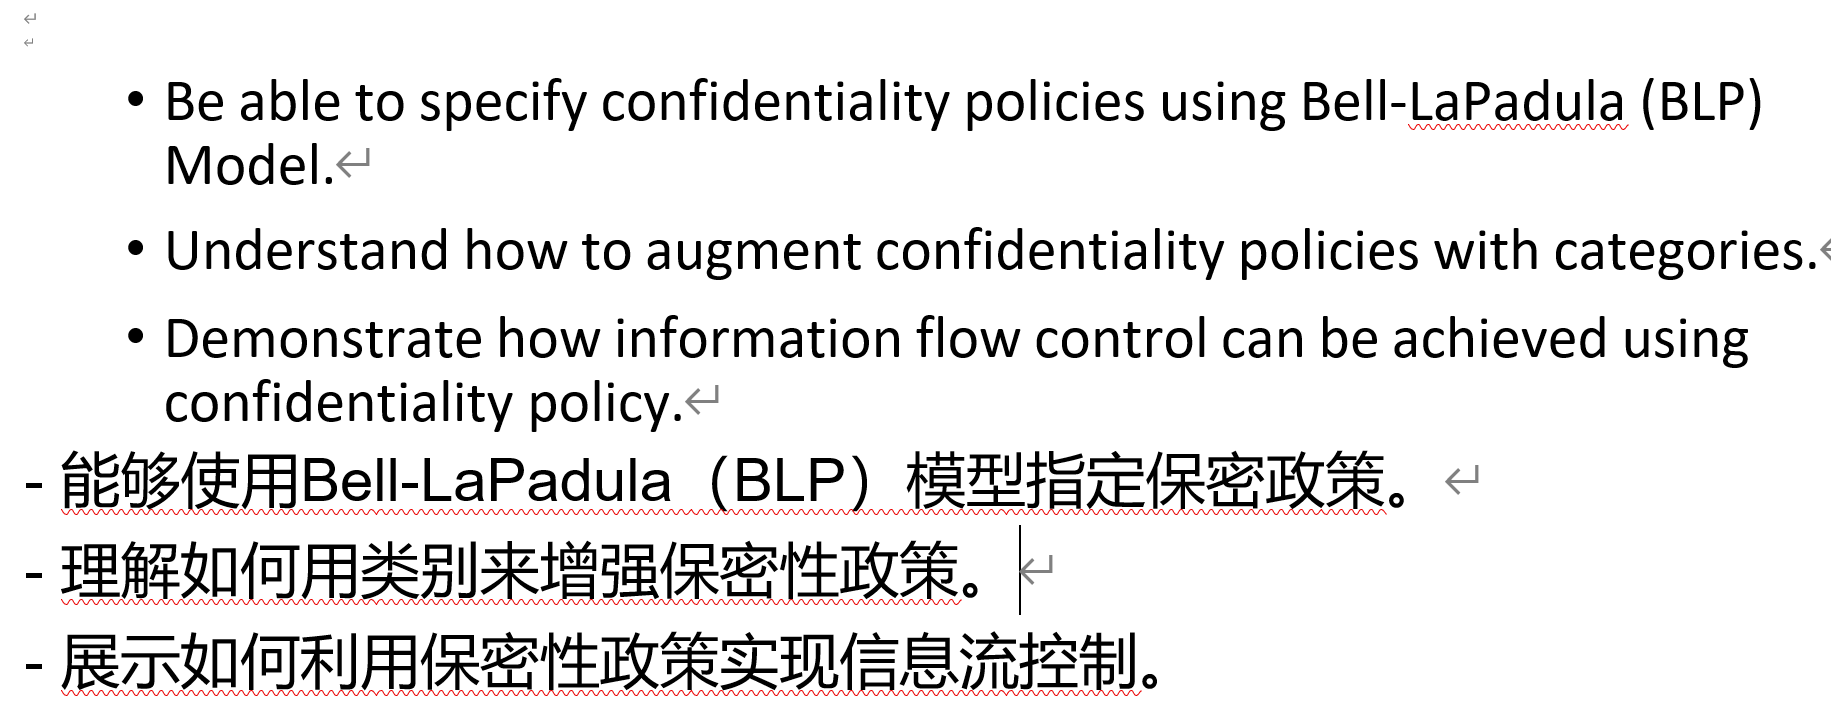 • Be able to specify confidentiality policies using Bell-LaPadula (BLP)
Model.
• Understand how to augment confidentiality policies with categories.
• Demonstrate how information flow control can be achieved using
confidentiality policy.
- 能够使用Bell-LaPadula（BLP）模型指定保密政策。
- 理解如何用类别来增强保密性政策。
- 展示如何利用保密性政策实现信息流控制。